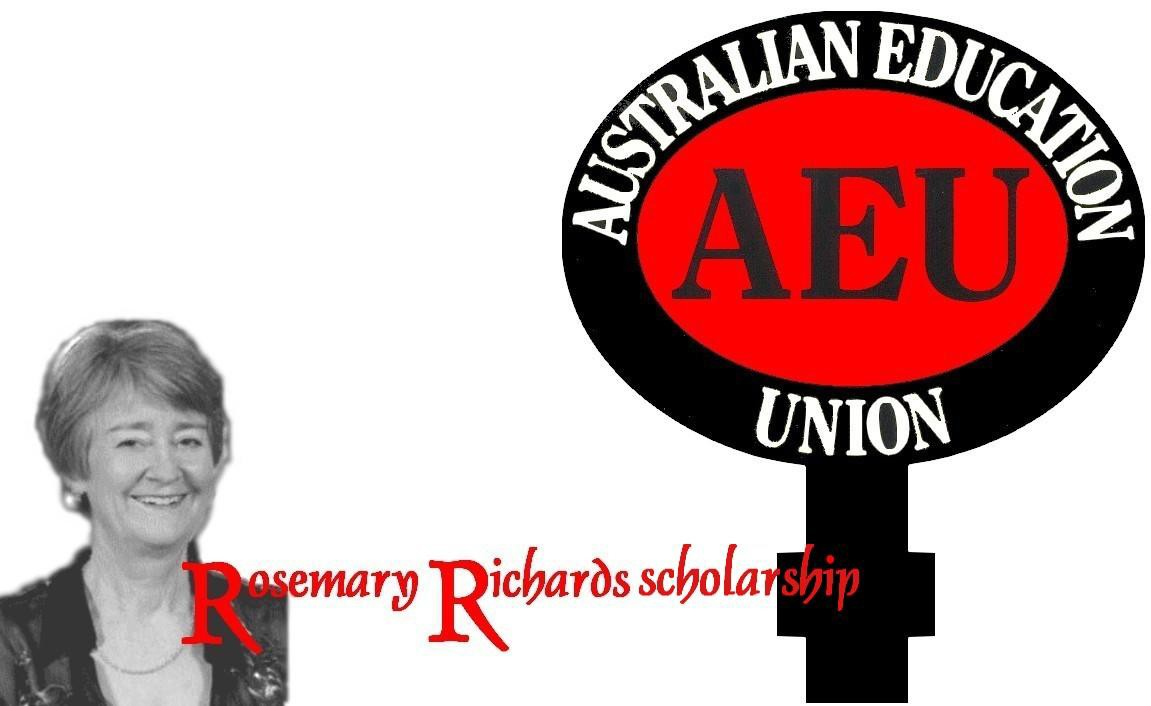 AUSTRALIAN EDUCATION
AEU
UNION
Rosemary Richards scholarship